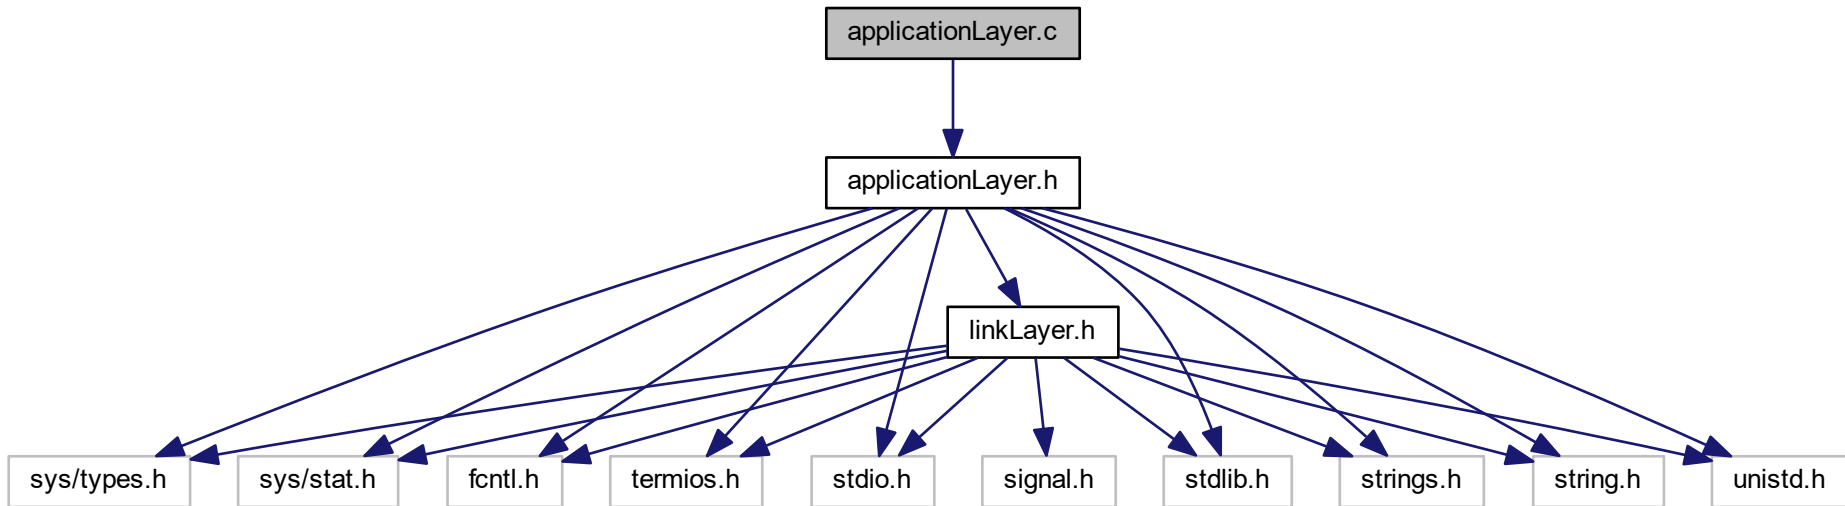 applicationLayer.c
applicationLayer.h
linkLayer.h
sys/types.h
sys/stat.h
fcntl.h
termios.h
stdio.h
signal.h
stdlib.h
strings.h
string.h
unistd.h